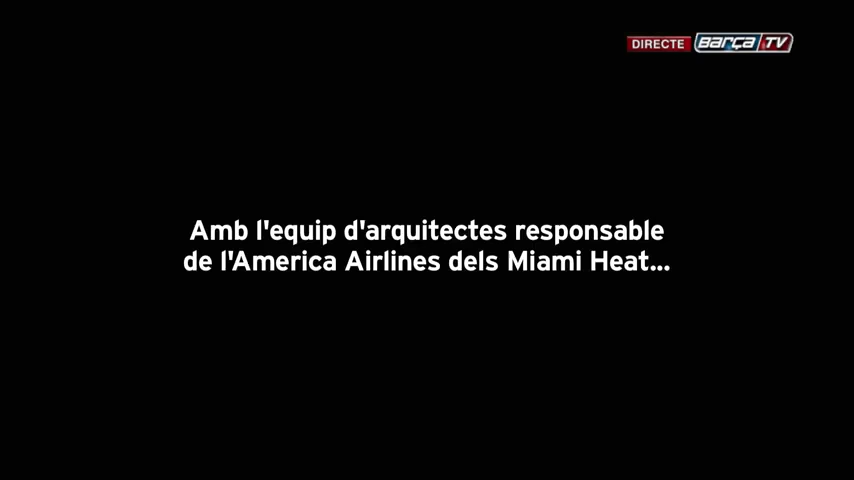 DIRECTE BARÇA TV
Amb l'equip d'arquitectes responsable
de l'America Airlines dels Miami Heat...